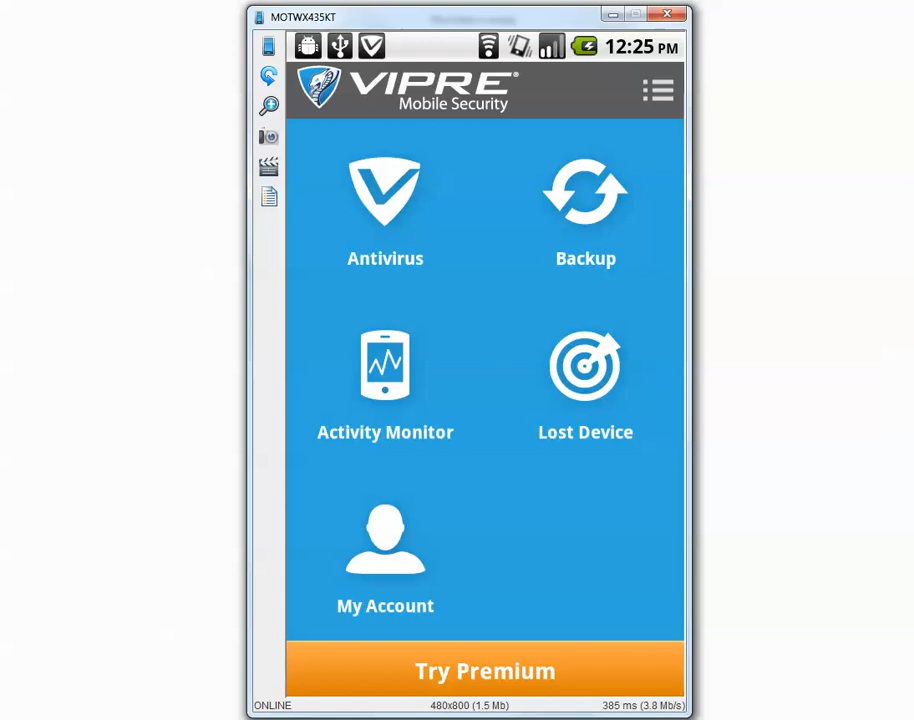 MOTWX435KT
12:25 PM
VIPRE®
Mobile Security
Antivirus
Backup
Activity Monitor
Lost Device
My Account
Try Premium
ONLINE
480x800 (1.5 Mb)
385 ms (3.8 Mb/s)